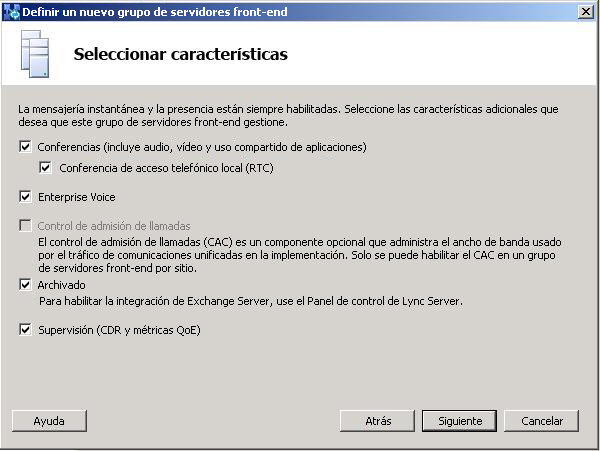 Definir un nuevo grupo de servidores front-end
Seleccionar características
La mensajería instantánea y la presencia están siempre habilitadas. Seleccione las características adicionales que
desea que este grupo de servidores front-end gestione.
Conferencias (incluye audio, vídeo y uso compartido de aplicaciones)
Conferencia de acceso telefónico local (RTC)
Enterprise Voice
Control de admisión de llamadas
El control de admisión de llamadas (CAC) es un componente opcional que administra el ancho de banda usado
por el tráfico de comunicaciones unificadas en la implementación. Solo se puede habilitar el CAC en un grupo
de servidores front-end por sitio.
Archivado
Para habilitar la integración de Exchange Server, use el Panel de control de Lync Server.
Supervisión (CDR y métricas QoE)
Ayuda
Atrás
Siguiente
Cancelar